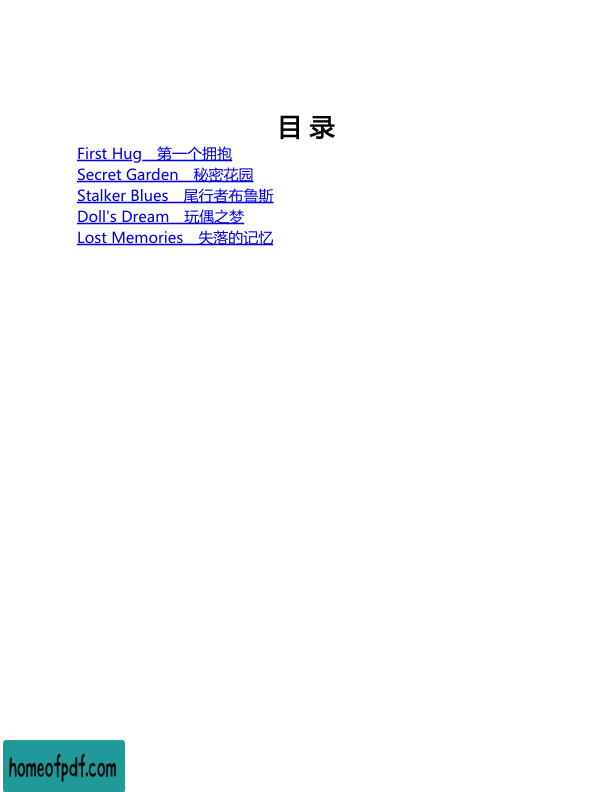 目 录
First Hug　第一个拥抱
Secret Garden　秘密花园
Stalker Blues　尾行者布鲁斯
Doll's Dream　玩偶之梦
Lost Memories　失落的记忆
homeofpdf.com